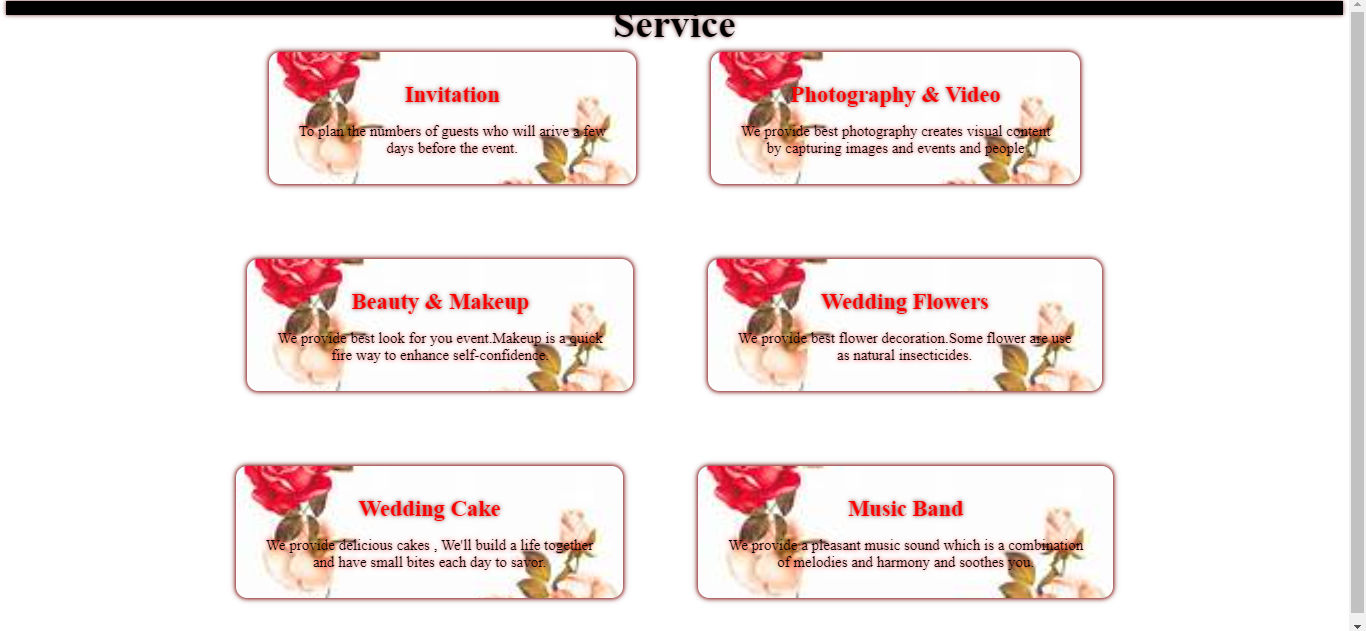 Service
Invitation
To plan the numbers of guests who will arive a few
days before the event.
Photography & Video
We provide best photography creates visual content
by capturing images and events and people.
Beauty & Makeup
We provide best look for you event.Makeup is a quick
fire way to enhance self-confidence.
Wedding Flowers
We provide best flower decoration.Some flower are use
as natural insecticides.
Wedding Cake
We provide delicious cakes , We'll build a life together
and have small bites each day to savor.
Music Band
We provide a pleasant music sound which is a combination
of melodies and harmony and soothes you.